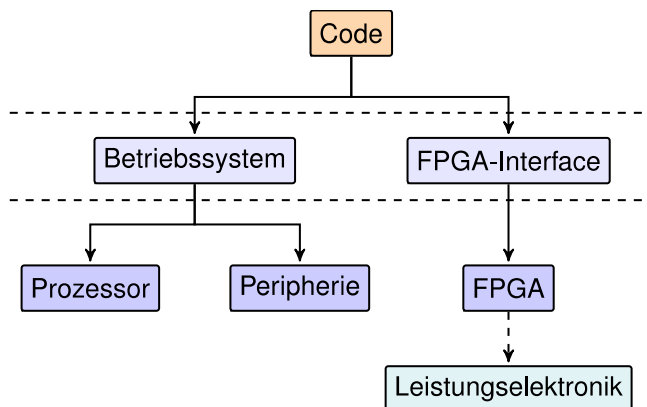 Code
Betriebssystem
FPGA-Interface
Prozessor
Peripherie
FPGA
Leistungselektronik